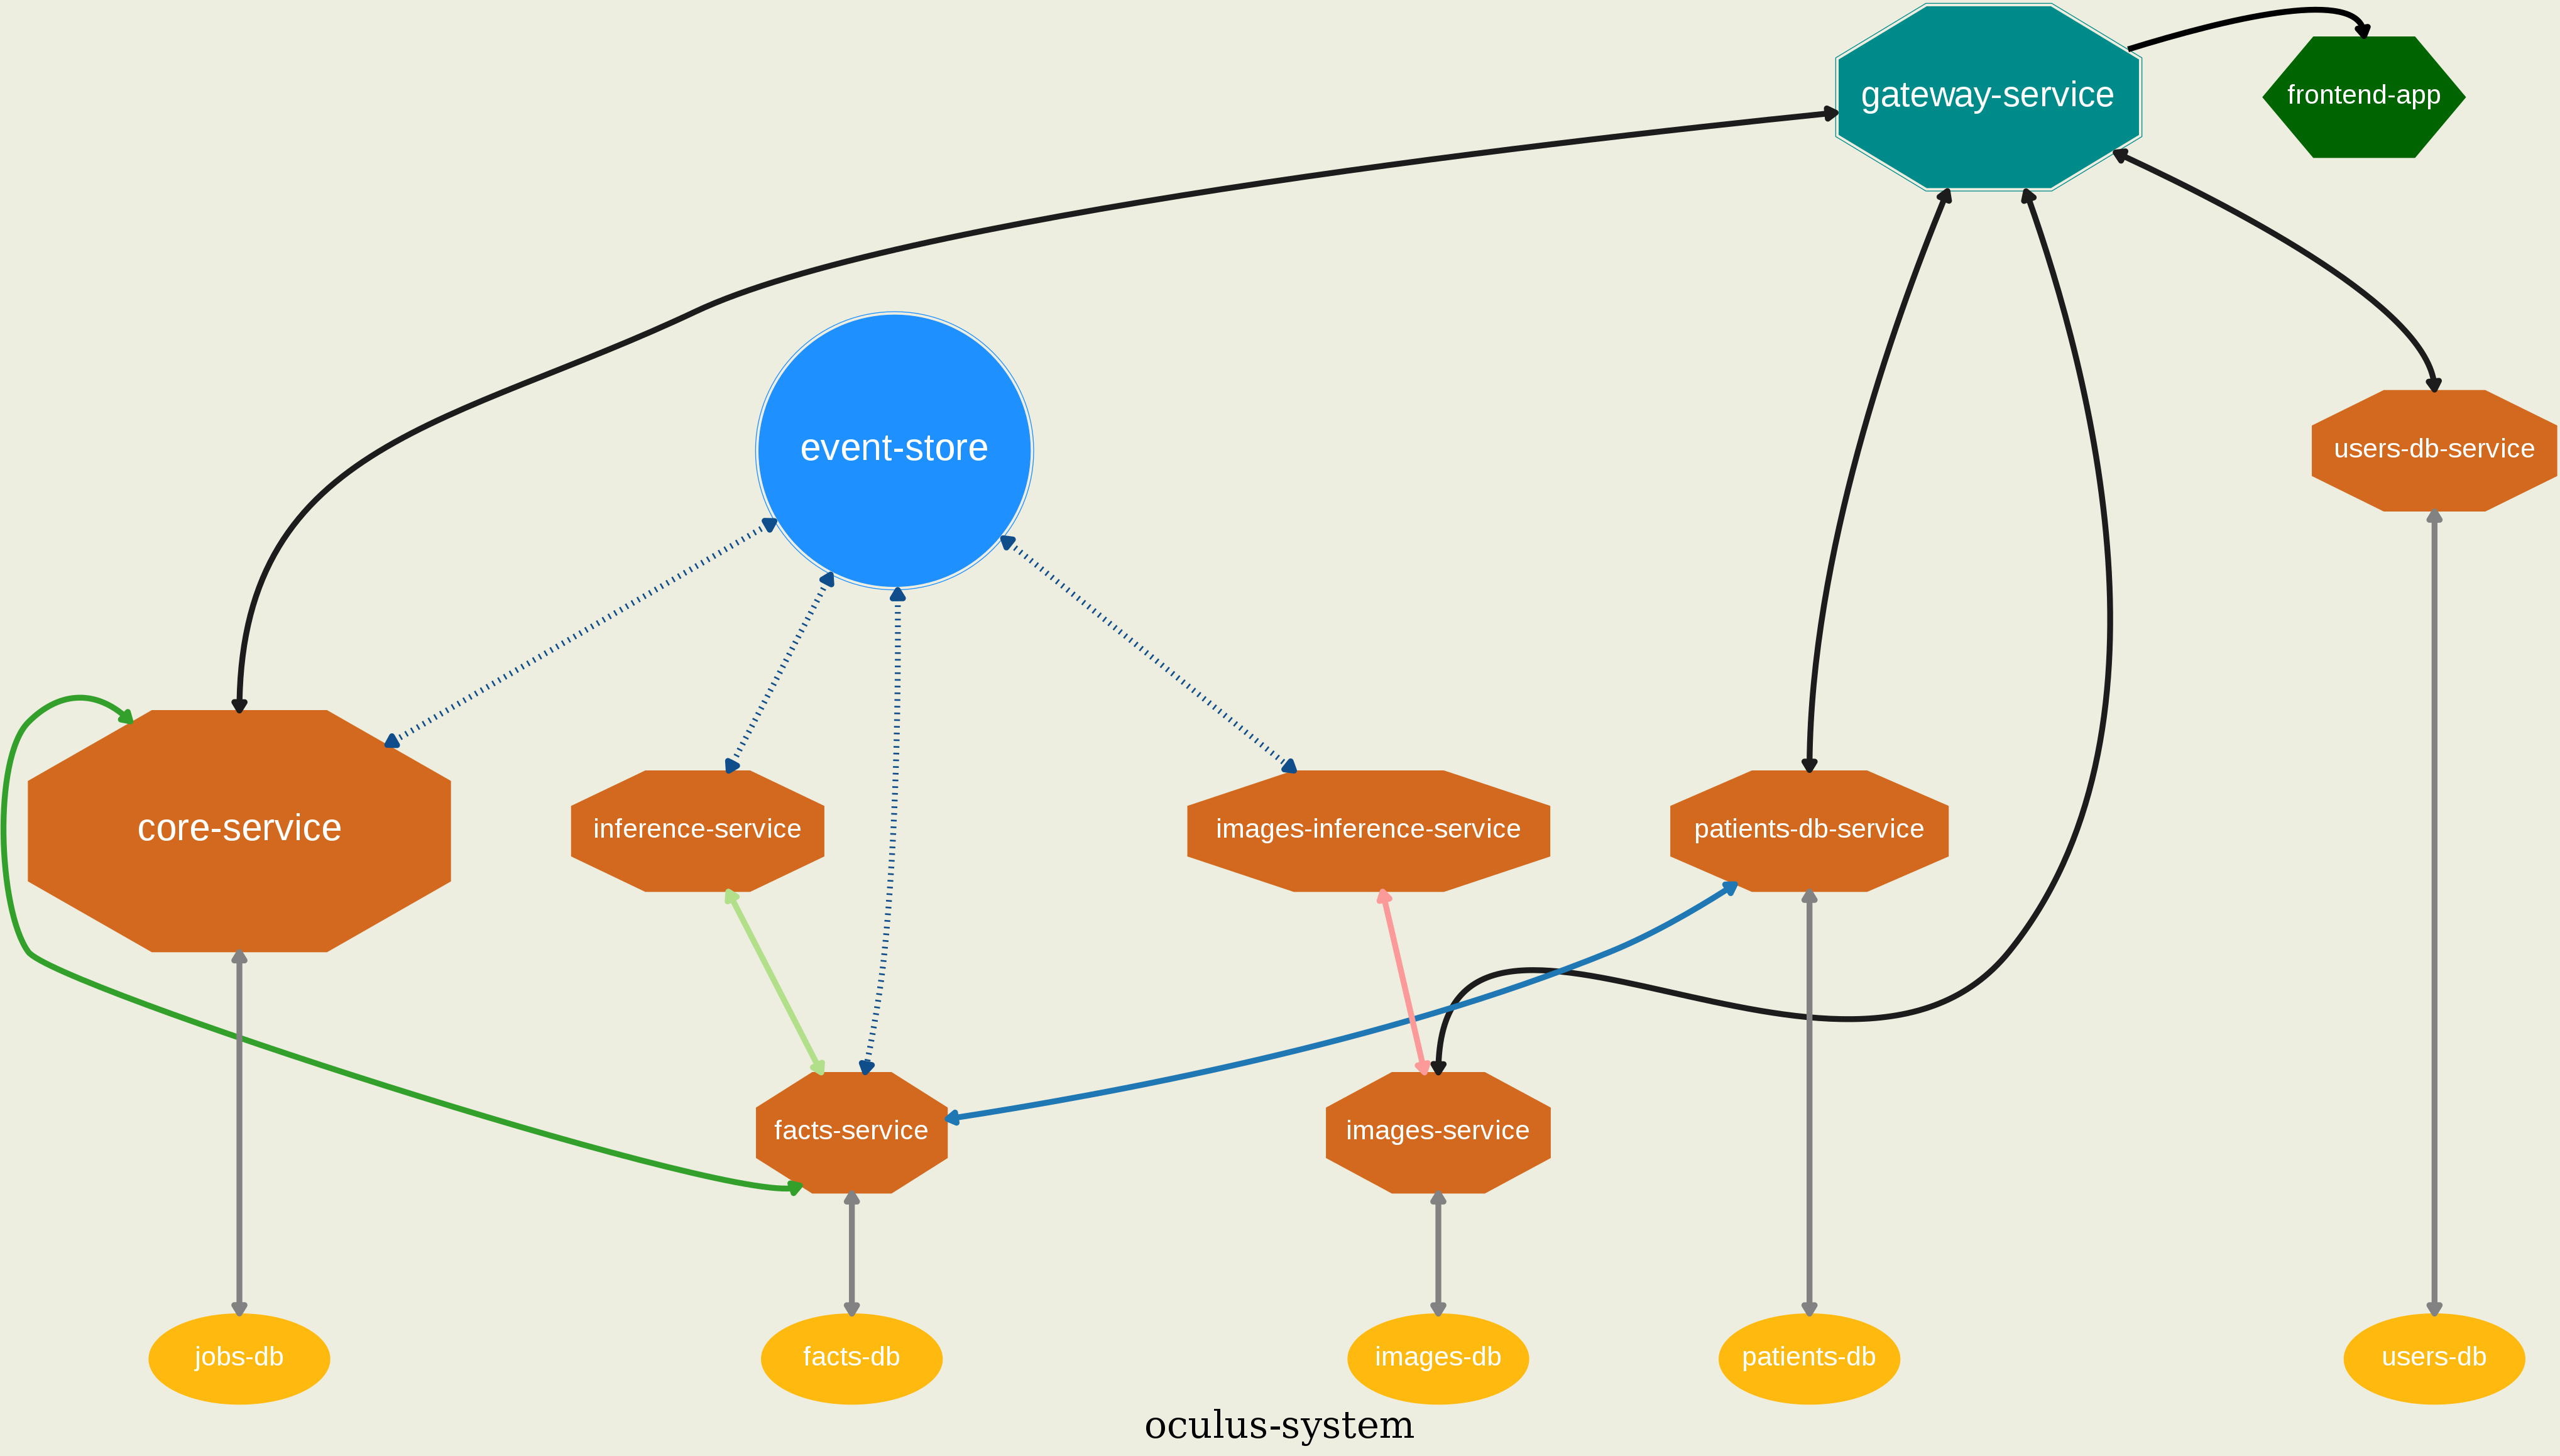 gateway-service
frontend-app
event-store
users-db-service
core-service
inference-service
images-inference-service
patients-db-service
facts-service
images-service
jobs-db
facts-db
images-db
patients-db
users-db
oculus-system